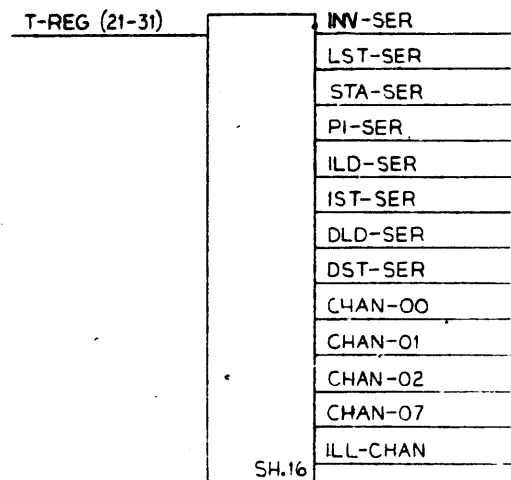 T-REG (21-31)
INV-SER
LST-SER
STA-SER
PI-SER
ILD-SER
IST-SER
DLD-SER
DST-SER
CHAN-00
CHAN-01
CHAN-02
CHAN-07
ILL-CHAN
SH.16